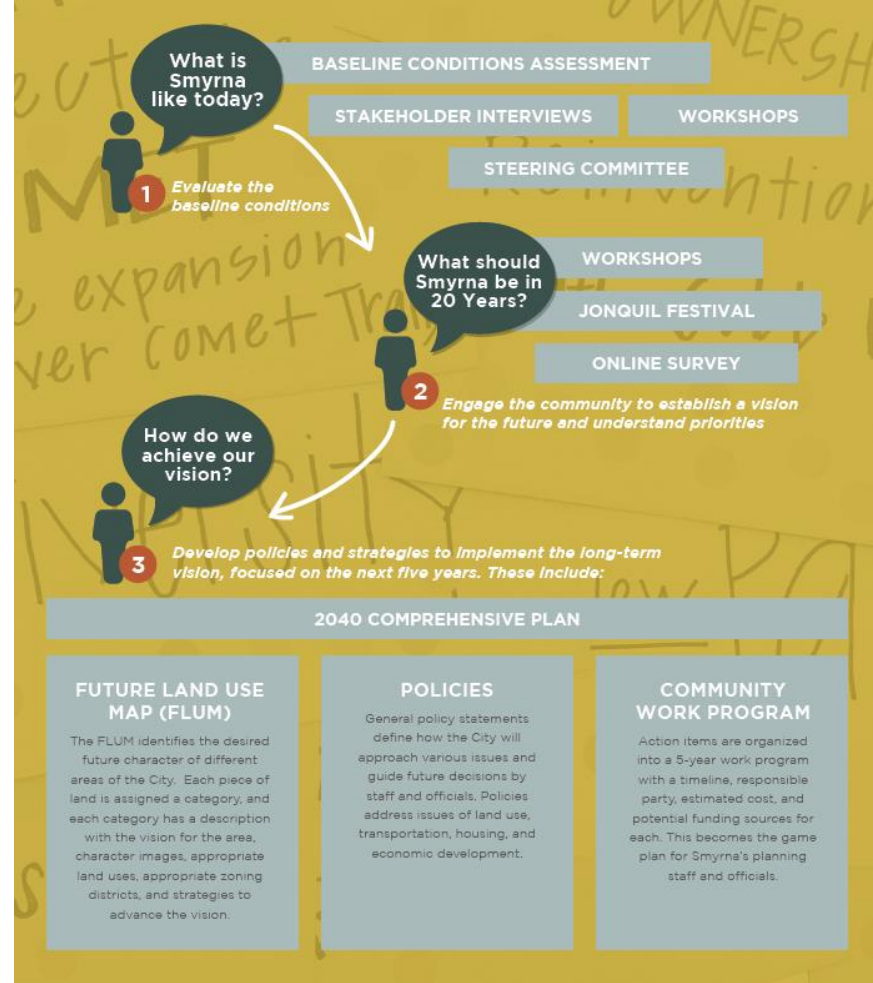 What is
Smyrna
like today?
BASELINE CONDITIONS ASSESSMENT
STAKEHOLDER INTERVIEWS
WORKSHOPS
STEERING COMMITTEE
1
Evaluate the
baseline conditions
What should
Smyrna be in
20 Years?
WORKSHOPS
JONQUIL FESTIVAL
ONLINE SURVEY
2
Engage the community to establish a vision
for the future and understand priorities
How do we
achieve our
vision?
3
Develop policies and strategies to implement the long-term
vision, focused on the next five years. These include:
2040 COMPREHENSIVE PLAN
FUTURE LAND USE
MAP (FLUM)
The FLUM identifies the desired
future character of different
areas of the City. Each piece of
land is assigned a category, and
each category has a description
with the vision for the area,
character images, appropriate
land uses, appropriate zoning
districts, and strategies to
advance the vision.
POLICIES
General policy statements
define how the City will
approach various issues and
guide future decisions by
staff and officials. Policies
address issues of land use,
transportation, housing, and
economic development.
COMMUNITY
WORK PROGRAM
Action items are organized
into a 5-year work program
with a timeline, responsible
party, estimated cost, and
potential funding sources for
each. This becomes the game
plan for Smyrna's planning
staff and officials.
expansion
Comet